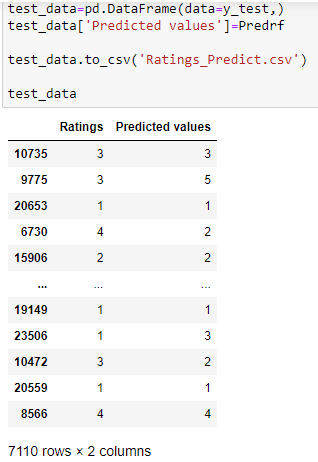 test_data=pd.DataFrame(data=y_test,)
test_data['Predicted values']=Predrf
test_data.to_csv('Ratings_Predict.csv')
test_data
Ratings Predicted values
10735 3 3
9775 3 5
20653 1 1
6730 4 2
15906 2 2
... ... ...
19149 1 1
23506 1 3
10472 3 2
20559 1 1
8566 4 4
7110 rows × 2 columns